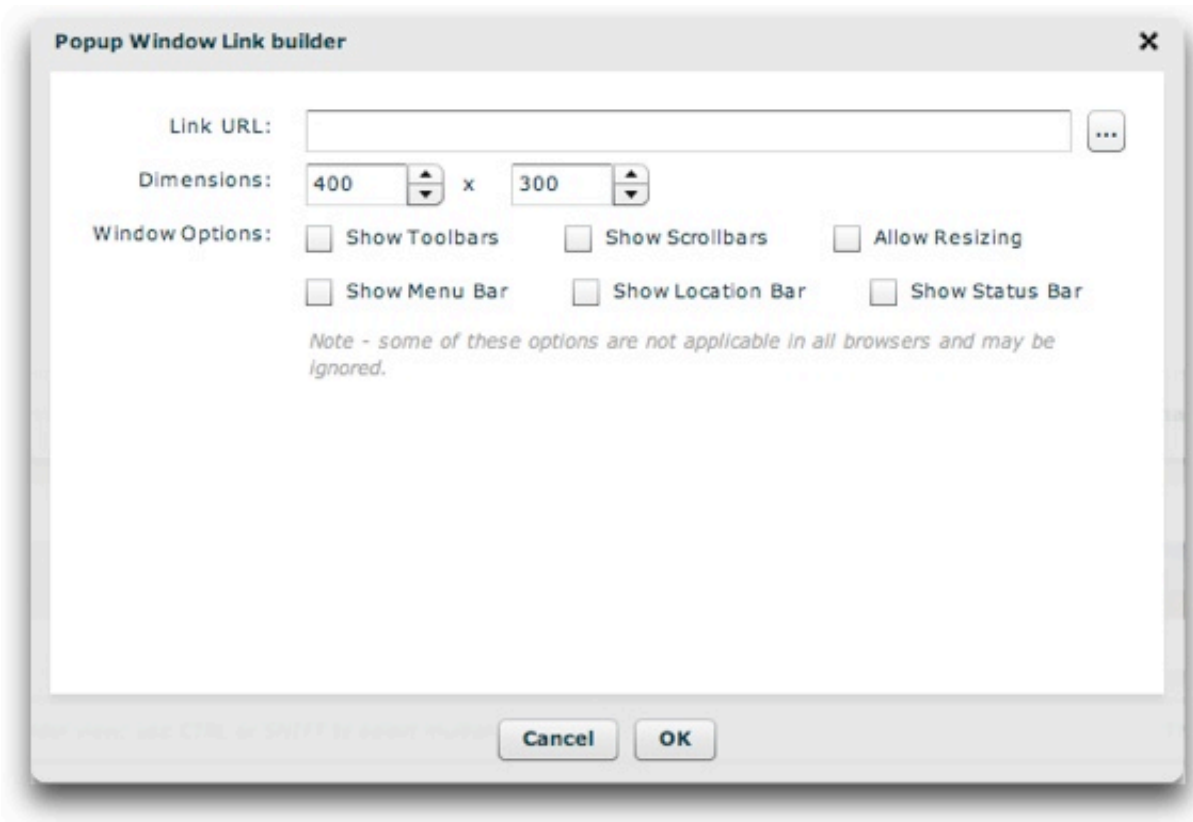 Popup Window Link builder
Link URL:
...
Dimensions: 400 x 300
Window Options: Show Toolbars Show Scrollbars Allow Resizing
Show Menu Bar Show Location Bar Show Status Bar
Note - some of these options are not applicable in all browsers and may be
ignored.
Cancel OK